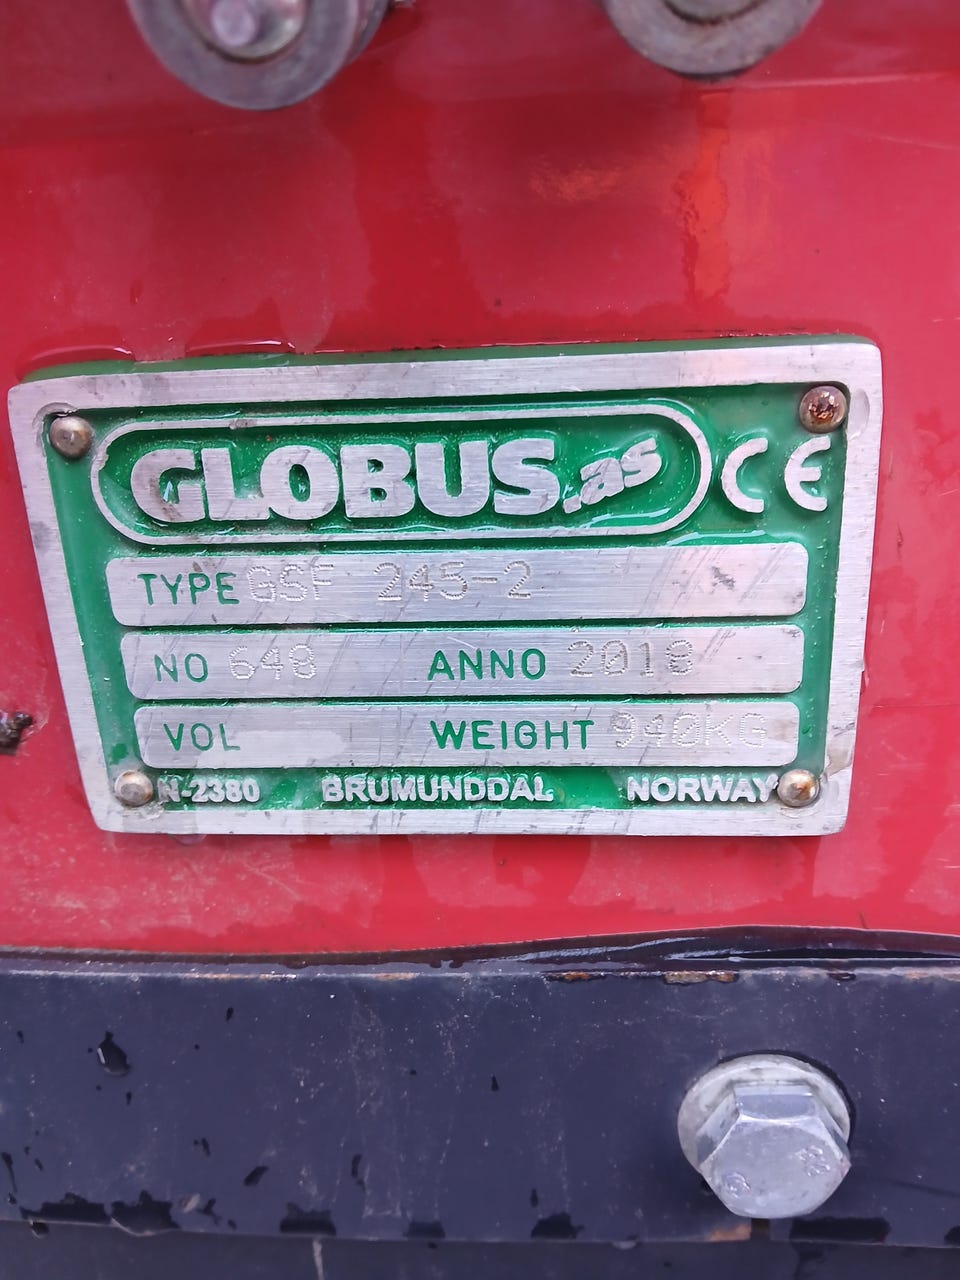 GLOBUS.as CE
TYPE GSF 245-2
NO 648 ANNO 2018
VOL WEIGHT 940KG
N-2380 BRUMUNDDAL NORWAY